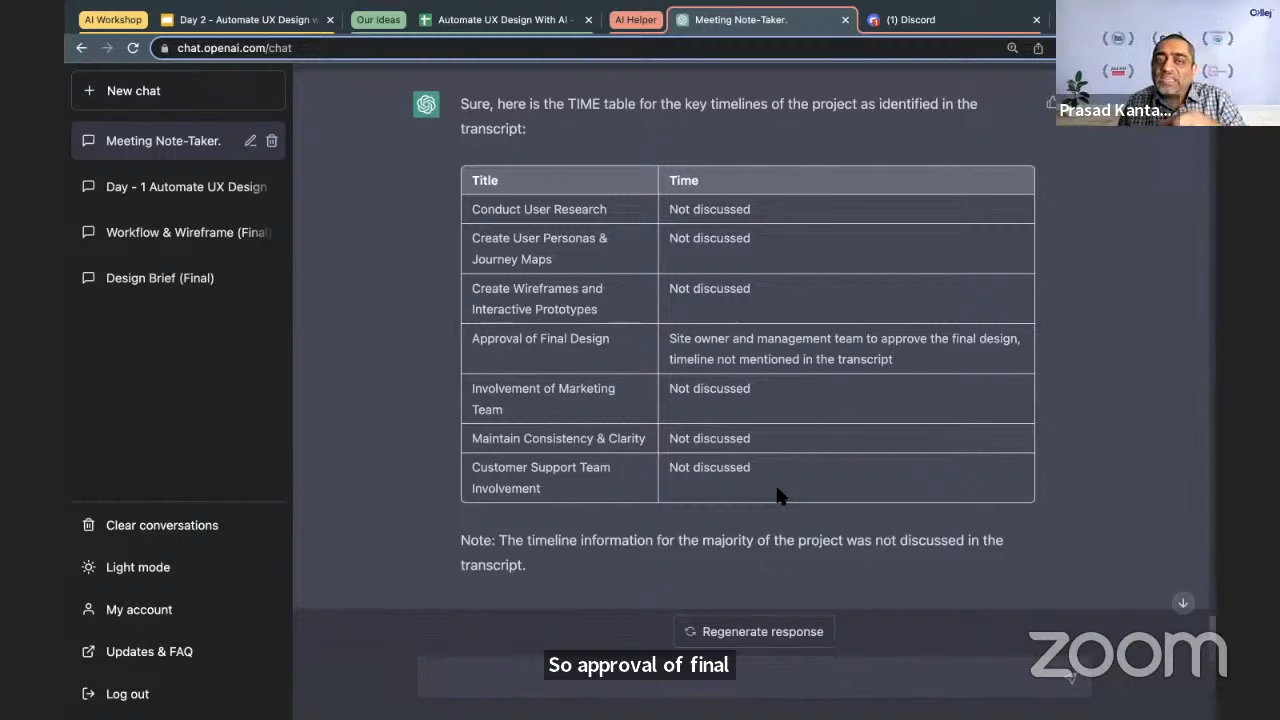 AI Workshop
Day 2 - Automate UX Design w
Our ideas
Automate UX Design With AI -
AI Helper
Meeting Note-Taker.
(1) Discord
Collej
chat.openai.com/chat
Prasad Kanta...
New chat
Meeting Note-Taker.
Day - 1 Automate UX Design
Workflow & Wireframe (Final)
Design Brief (Final)
Sure, here is the TIME table for the key timelines of the project as identified in the
transcript:
Title Time
Conduct User Research Not discussed
Create User Personas & Not discussed
Journey Maps
Create Wireframes and Not discussed
Interactive Prototypes
Approval of Final Design Site owner and management team to approve the final design,
timeline not mentioned in the transcript
Involvement of Marketing Not discussed
Team
Maintain Consistency & Clarity Not discussed
Customer Support Team Not discussed
Involvement
Note: The timeline information for the majority of the project was not discussed in the
transcript.
Clear conversations
Light mode
My account
Updates & FAQ
Log out
Regenerate response
So approval of final
zoom